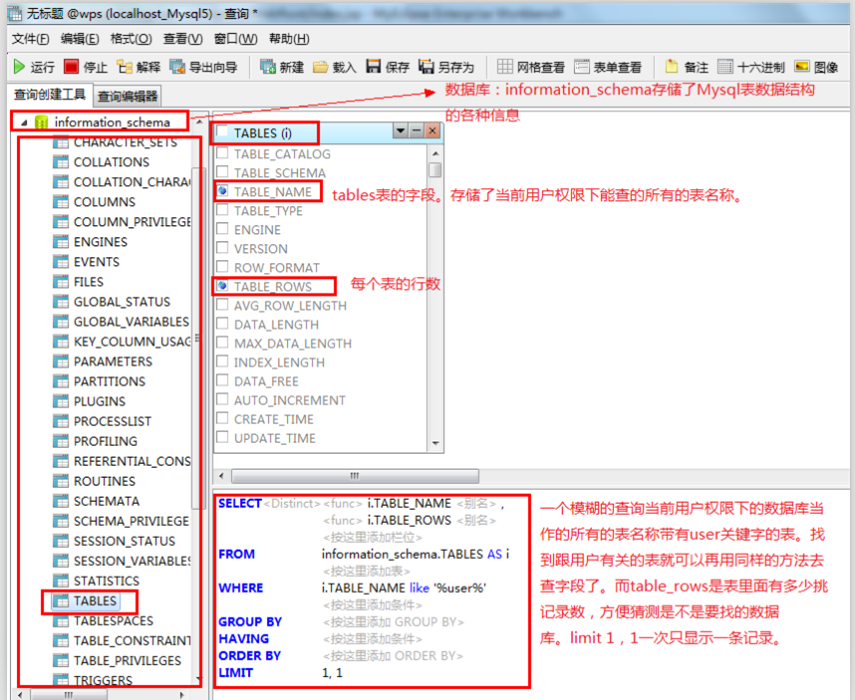 无标题 @wps (localhost_Mysql5) - 查询 *
文件(F) 编辑(E) 格式(O) 查看(V) 窗口(W) 帮助(H)
运行 停止 解释 导出向导 新建 载入 保存 另存为 网格查看 表单查看 备注 十六进制 图像
查询创建工具 查询编辑器
数据库：information_schema存储了Mysql表数据结构
的各种信息
information_schema
CHARACTER_SETS
COLLATIONS
COLLATION_CHARA
COLUMNS
COLUMN_PRIVILEGE
ENGINES
EVENTS
FILES
GLOBAL_STATUS
GLOBAL_VARIABLES
KEY_COLUMN_USAG
PARAMETERS
PARTITIONS
PLUGINS
PROCESSLIST
PROFILING
REFERENTIAL_CONS
ROUTINES
SCHEMATA
SCHEMA_PRIVILEGE
SESSION_STATUS
SESSION_VARIABLES
STATISTICS
TABLES
TABLESPACES
TABLE_CONSTRAINT
TABLE_PRIVILEGES
TRIGGERS
TABLES (i)
TABLE_CATALOG
TABLE_SCHEMA
TABLE_NAME
TABLE_TYPE
ENGINE
VERSION
ROW_FORMAT
TABLE_ROWS
AVG_ROW_LENGTH
DATA_LENGTH
MAX_DATA_LENGTH
INDEX_LENGTH
DATA_FREE
AUTO_INCREMENT
CREATE_TIME
UPDATE_TIME
tables表的字段。存储了当前用户权限下能查的所有的表名称。
每个表的行数
SELECT <Distinct> <func> i.TABLE_NAME <别名> ,
<func> i.TABLE_ROWS <别名>
<按这里添加栏位>
FROM information_schema.TABLES AS i
<按这里添加表>
WHERE i.TABLE_NAME like '%user%'
<按这里添加条件>
GROUP BY <按这里添加 GROUP BY>
HAVING <按这里添加条件>
ORDER BY <按这里添加 ORDER BY>
LIMIT 1, 1
一个模糊的查询当前用户权限下的数据库当
作的所有的表名称带有user关键字的表。找
到跟用户有关的表就可以再用同样的方法去
查字段了。而table_rows是表里面有多少挑
记录数，方便猜测是不是要找的数据
库。limit 1，1一次只显示一条记录。